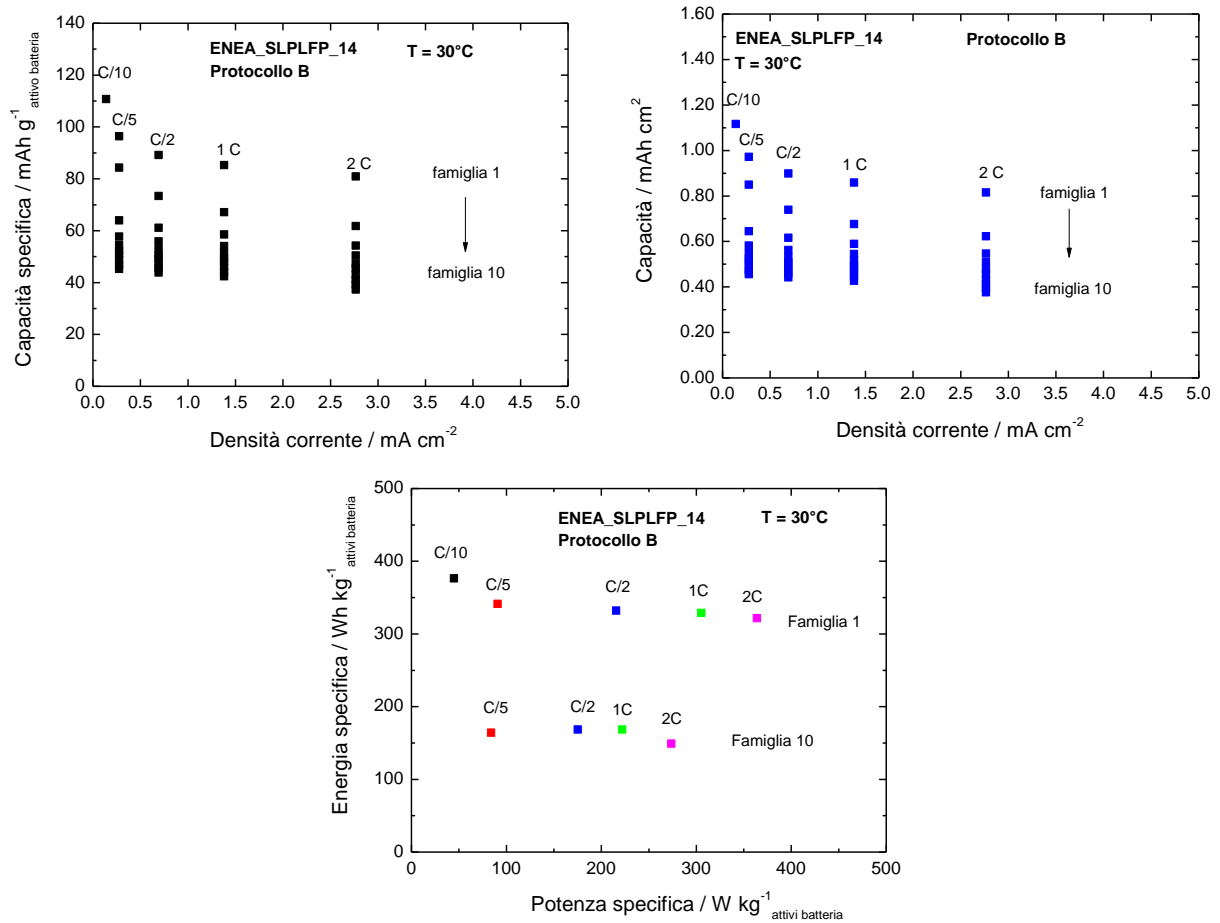 ENEA_SLPLFP_14 T = 30°C
Protocollo B
C/10
C/5
C/2
1 C
2 C
famiglia 1
famiglia 10
140
120
100
80
60
40
20
0
0.0 0.5 1.0 1.5 2.0 2.5 3.0 3.5 4.0 4.5 5.0
Capacità specifica / mAh g-1 attivo batteria
Densità corrente / mA cm-2
ENEA_SLPLFP_14 Protocollo B
T = 30°C
C/10
C/5
C/2
1 C
2 C
famiglia 1
famiglia 10
1.60
1.40
1.20
1.00
0.80
0.60
0.40
0.20
0.00
0.0 0.5 1.0 1.5 2.0 2.5 3.0 3.5 4.0 4.5 5.0
Capacità / mAh cm2
Densità corrente / mA cm-2
ENEA_SLPLFP_14 T = 30°C
Protocollo B
C/10
C/5
C/2
1C
2C
Famiglia 1
C/5
C/2
1C
2C
Famiglia 10
500
400
300
200
100
0
0 100 200 300 400 500
Energia specifica / Wh kg-1 attivi batteria
Potenza specifica / W kg-1 attivi batteria